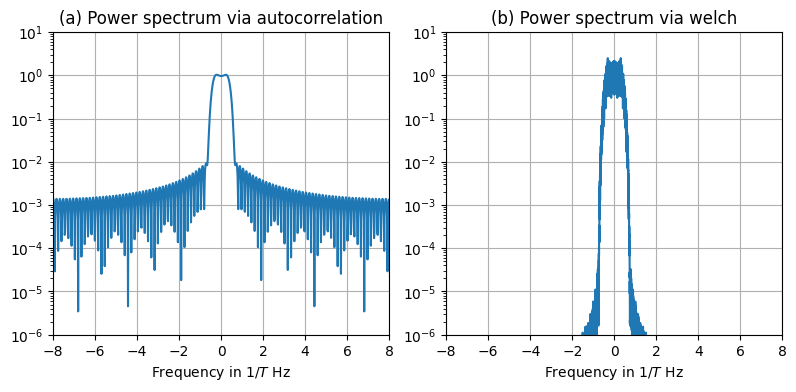 (a) Power spectrum via autocorrelation
10^1
10^0
10^-1
10^-2
10^-3
10^-4
10^-5
10^-6
−8 −6 −4 −2 0 2 4 6 8
Frequency in 1/T Hz
(b) Power spectrum via welch
10^1
10^0
10^-1
10^-2
10^-3
10^-4
10^-5
10^-6
−8 −6 −4 −2 0 2 4 6 8
Frequency in 1/T Hz